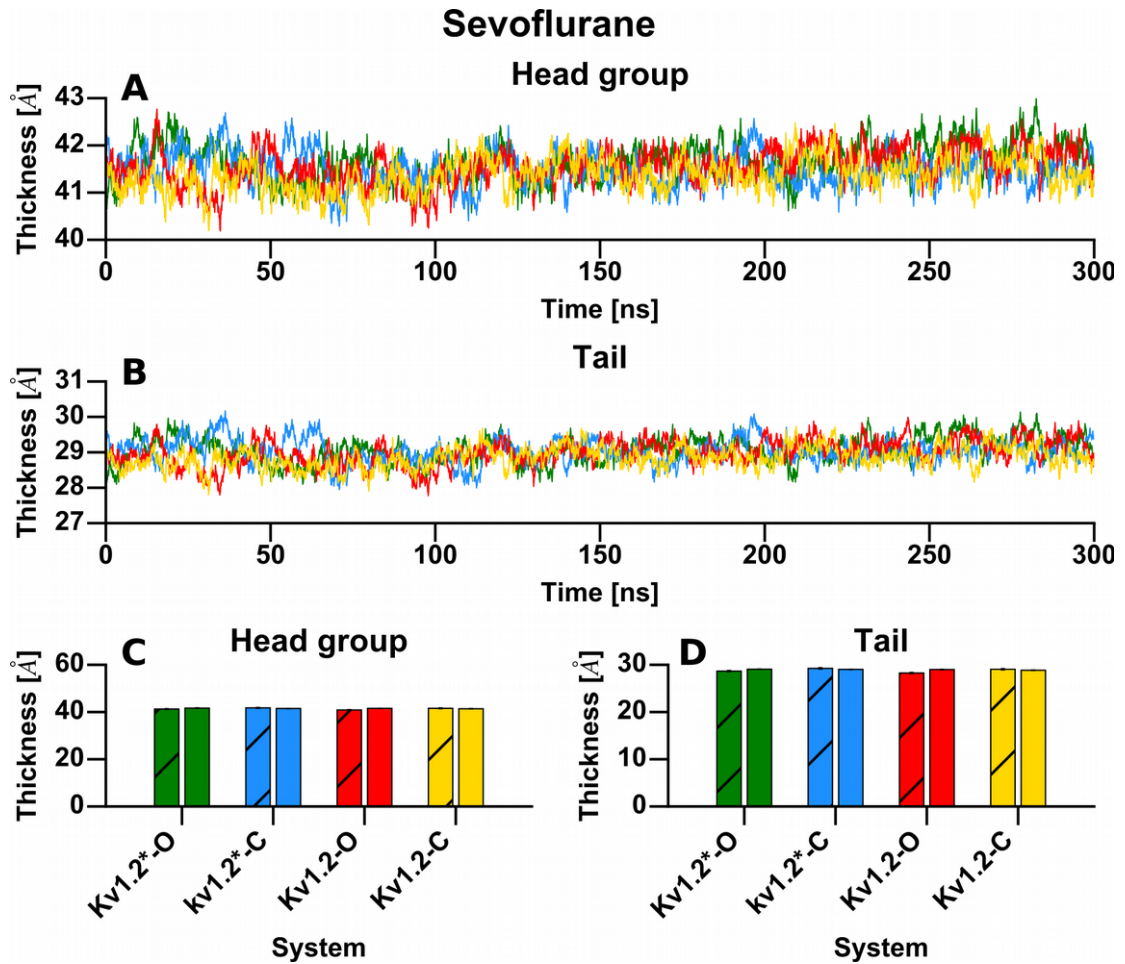 Sevoflurane
A
Head group
Thickness [Å]
43
42
41
40
0 50 100 150 200 250 300
Time [ns]
B
Tail
Thickness [Å]
31
30
29
28
27
0 50 100 150 200 250 300
Time [ns]
C
Head group
Thickness [Å]
60
40
20
0
Kv1.2*-O
kv1.2*-C
Kv1.2-O
Kv1.2-C
System
D
Tail
Thickness [Å]
30
20
10
0
Kv1.2*-O
kv1.2*-C
Kv1.2-O
Kv1.2-C
System